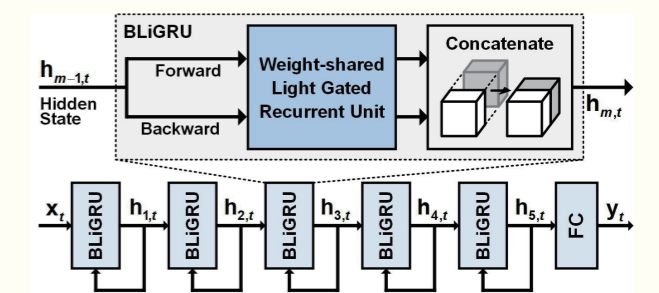 BLiGRU
h_{m−1,t}
Hidden
State
Forward
Backward
Weight-shared
Light Gated
Recurrent Unit
Concatenate
h_{m,t}
x_t
BLiGRU
h_{1,t}
BLiGRU
h_{2,t}
BLiGRU
h_{3,t}
BLiGRU
h_{4,t}
BLiGRU
h_{5,t}
FC
y_t